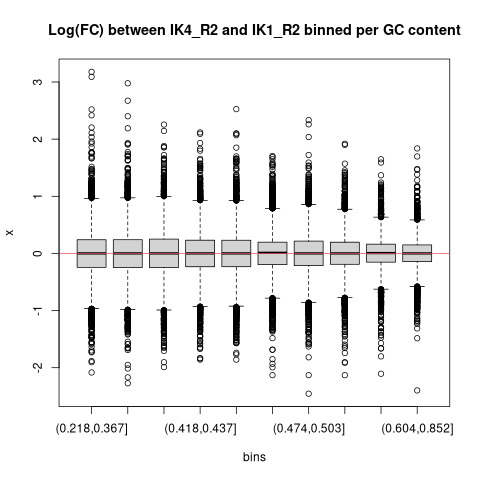 Log(FC) between IK4_R2 and IK1_R2 binned per GC content
3
2
1
0
-1
-2
x
(0.218,0.367] (0.418,0.437] (0.474,0.503] (0.604,0.852]
bins